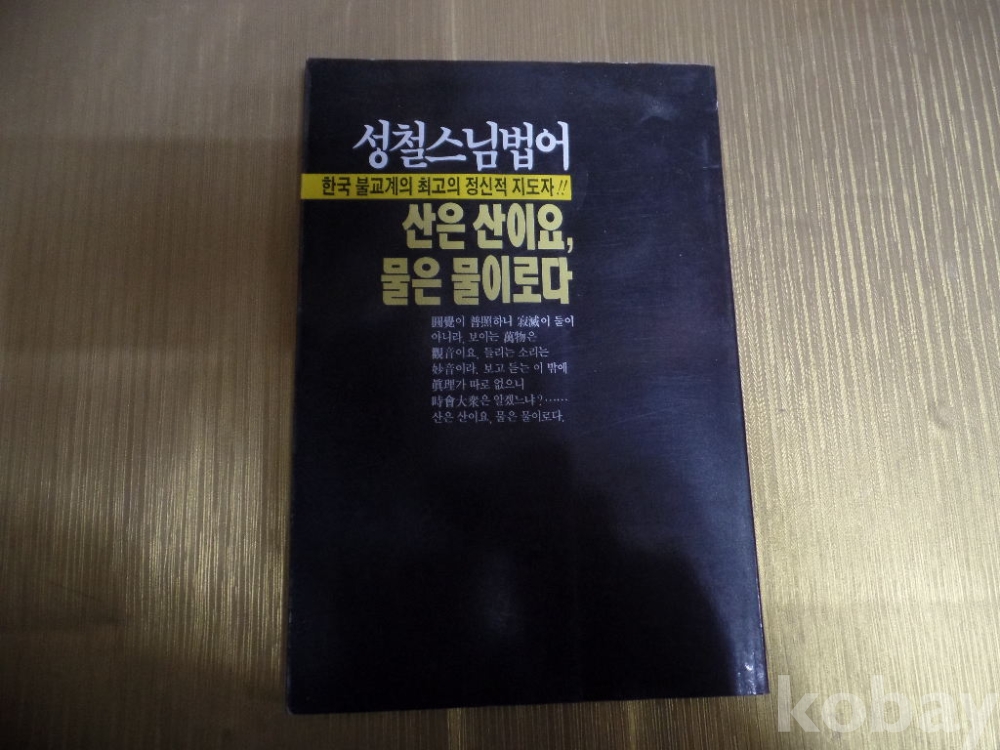 성철스님법어
한국 불교계의 최고의 정신적 지도자!!
산은 산이요,
물은 물이로다
圓覺이 普照하니 寂滅이 둘이
아니라, 보이는 萬物은
觀音이요, 들리는 소리는
妙音이라. 보고 듣는 이 밖에
眞理가 따로 없으니
時會大衆은 알겠느냐?……
산은 산이요, 물은 물이로다.
kobay